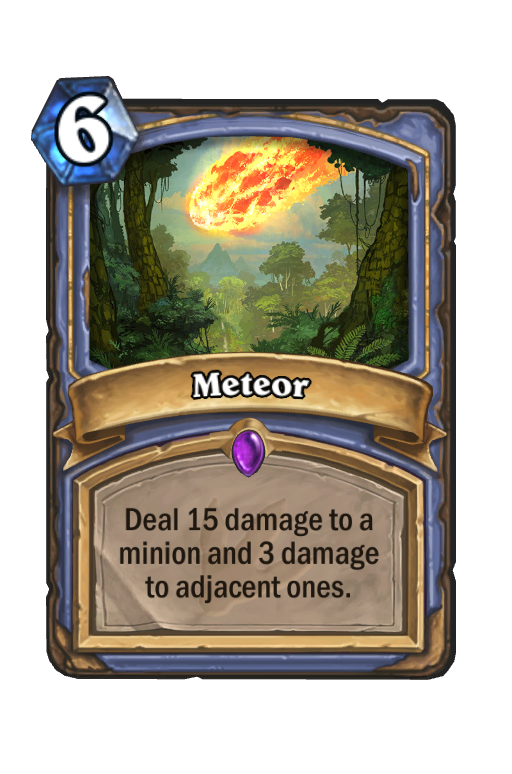 6
Meteor
Deal 15 damage to a
minion and 3 damage
to adjacent ones.